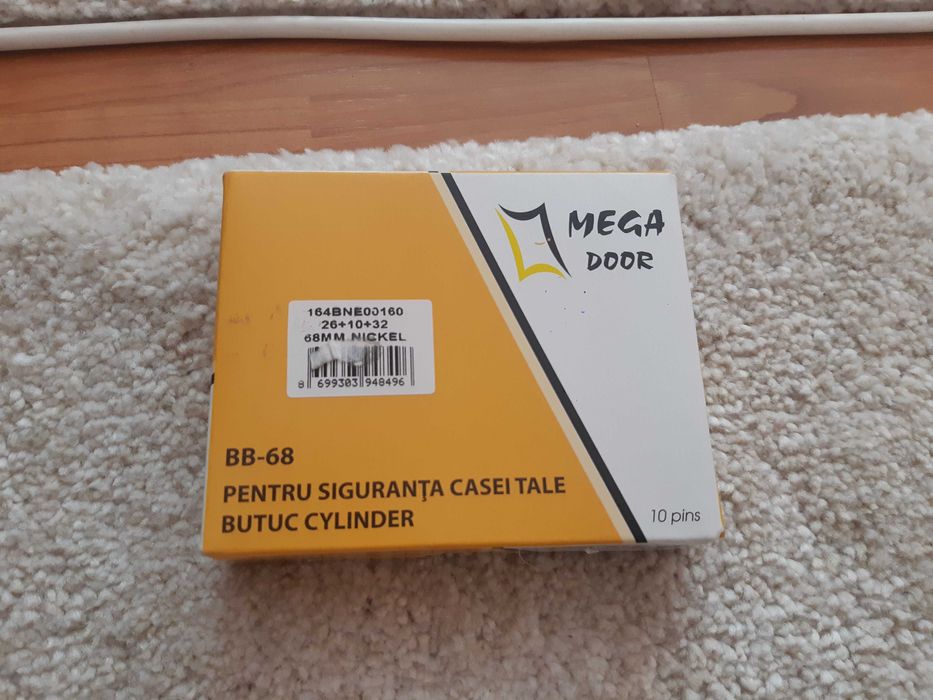 MEGA
DOOR
164BNE00160
26+10+32
68MM NICKEL
8 699303 948496
BB-68
PENTRU SIGURANŢA CASEI TALE
BUTUC CYLINDER
10 pins